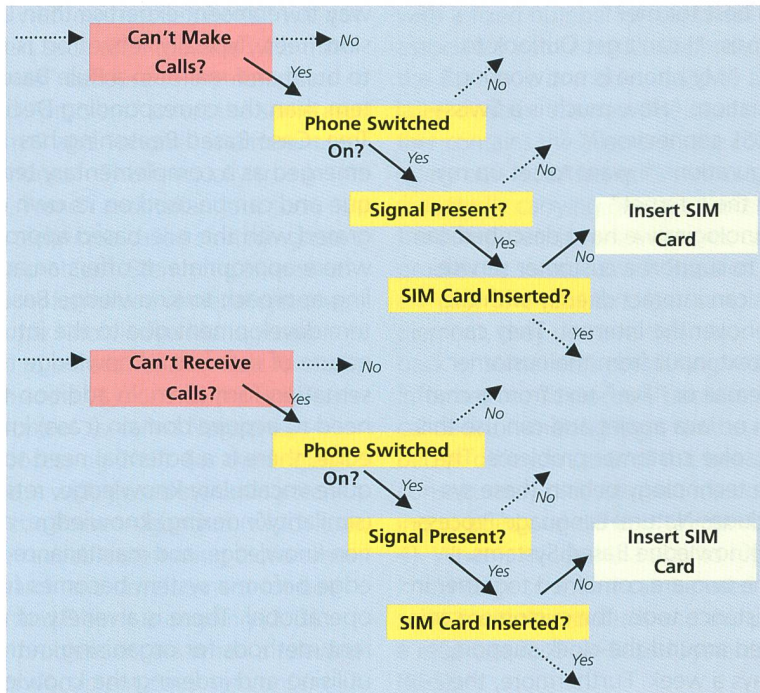 Can't Make
Calls?
No
Yes
No
Phone Switched
On?
Yes
No
Signal Present?
Insert SIM
Card
Yes
No
SIM Card Inserted?
Yes
Can't Receive
Calls?
No
Yes
No
Phone Switched
On?
Yes
No
Signal Present?
Insert SIM
Card
Yes
No
SIM Card Inserted?
Yes